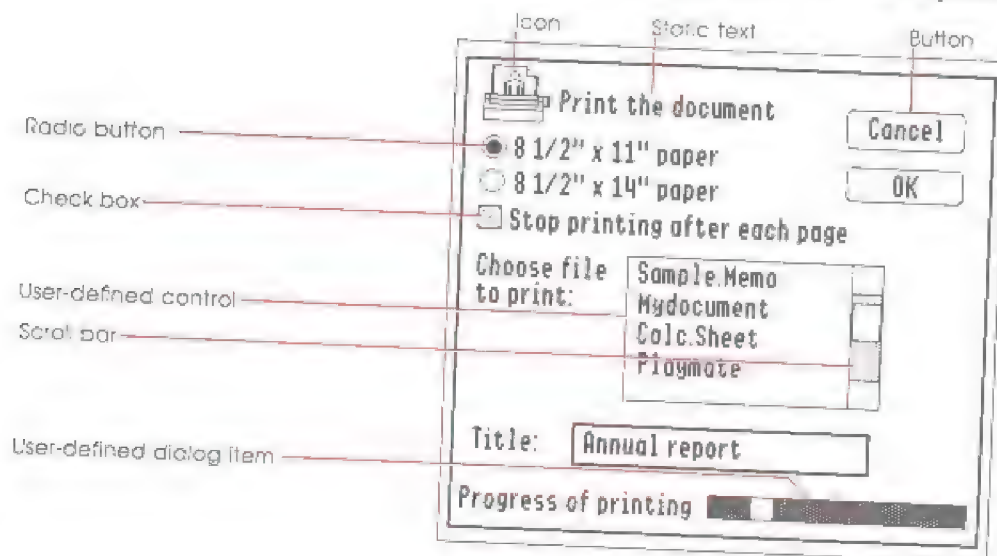 Icon
Static text
Button
Print the document
Cancel
Radio button
8 1/2" x 11" paper
8 1/2" x 14" paper
OK
Check box
Stop printing after each page
Choose file
to print:
Sample.Memo
Mydocument
Calc.Sheet
Playmate
User-defined control
Scroll bar
Title:
Annual report
User-defined dialog item
Progress of printing